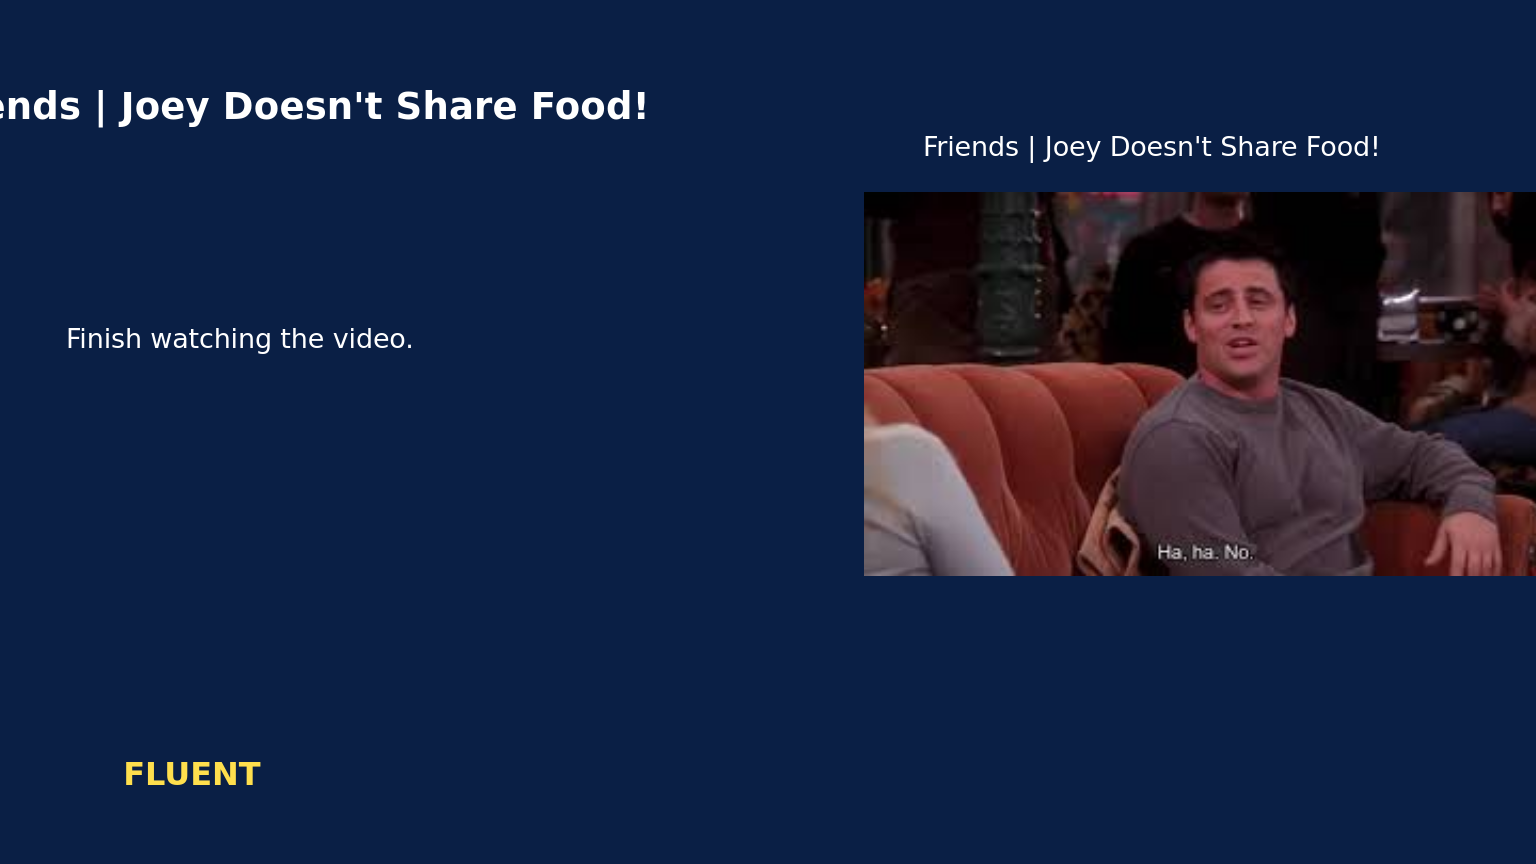 ends | Joey Doesn't Share Food!
Friends | Joey Doesn't Share Food!
Finish watching the video.
Ha, ha. No.
FLUENT